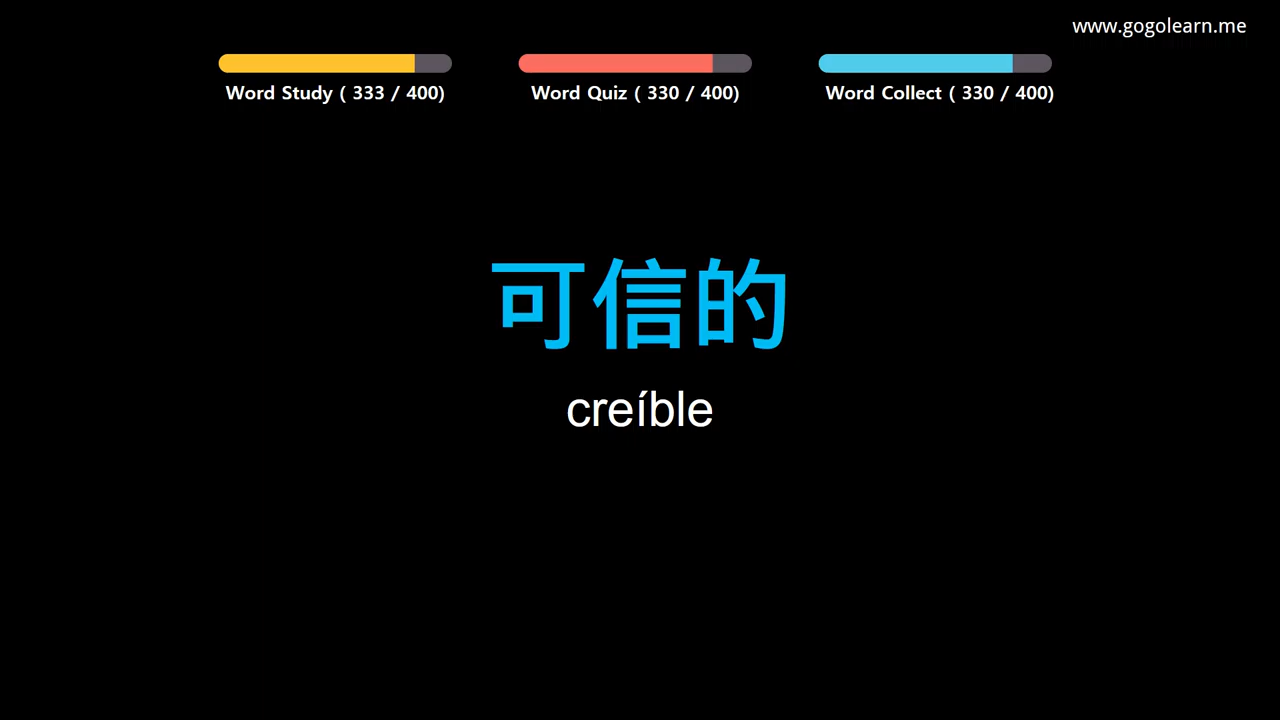 www.gogolearn.me
Word Study ( 333 / 400)
Word Quiz ( 330 / 400)
Word Collect ( 330 / 400)
可信的
creíble